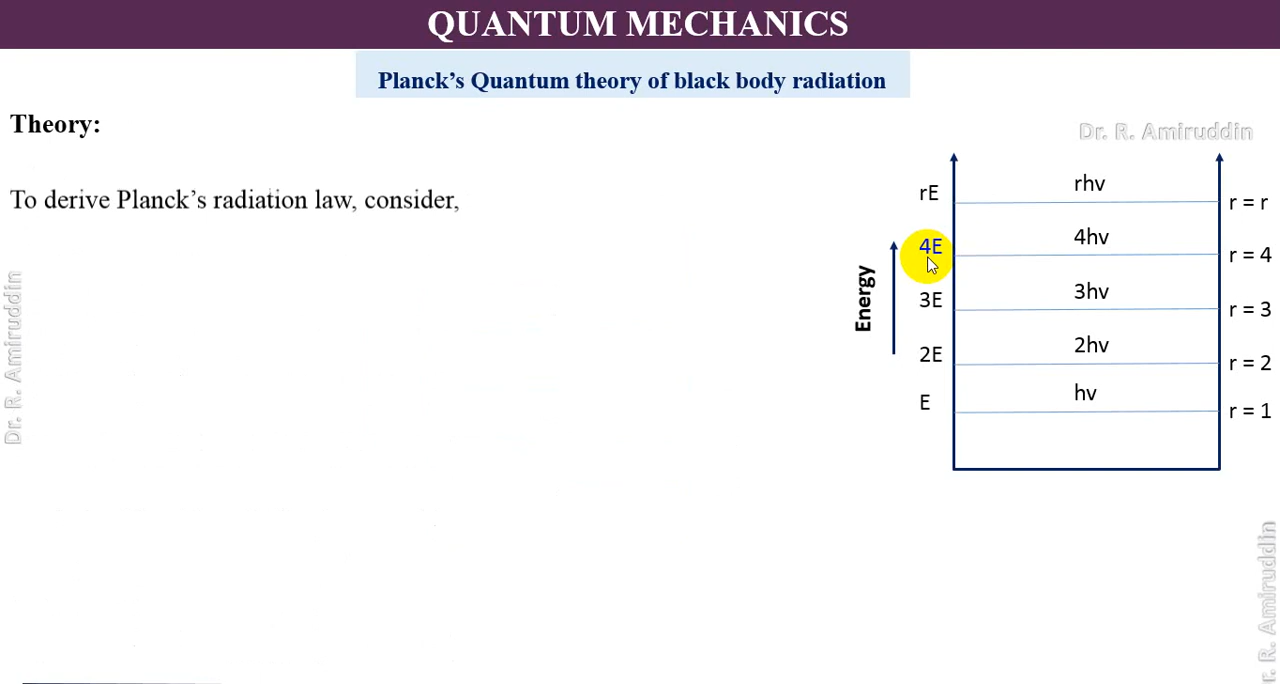 QUANTUM MECHANICS
Planck's Quantum theory of black body radiation
Theory:
Dr. R. Amiruddin
To derive Planck's radiation law, consider,
rE
rhv
r = r
4E
4hv
r = 4
Energy
3E
3hv
r = 3
2E
2hv
r = 2
E
hv
r = 1
Dr. R. Amiruddin
r. R. Amiruddin